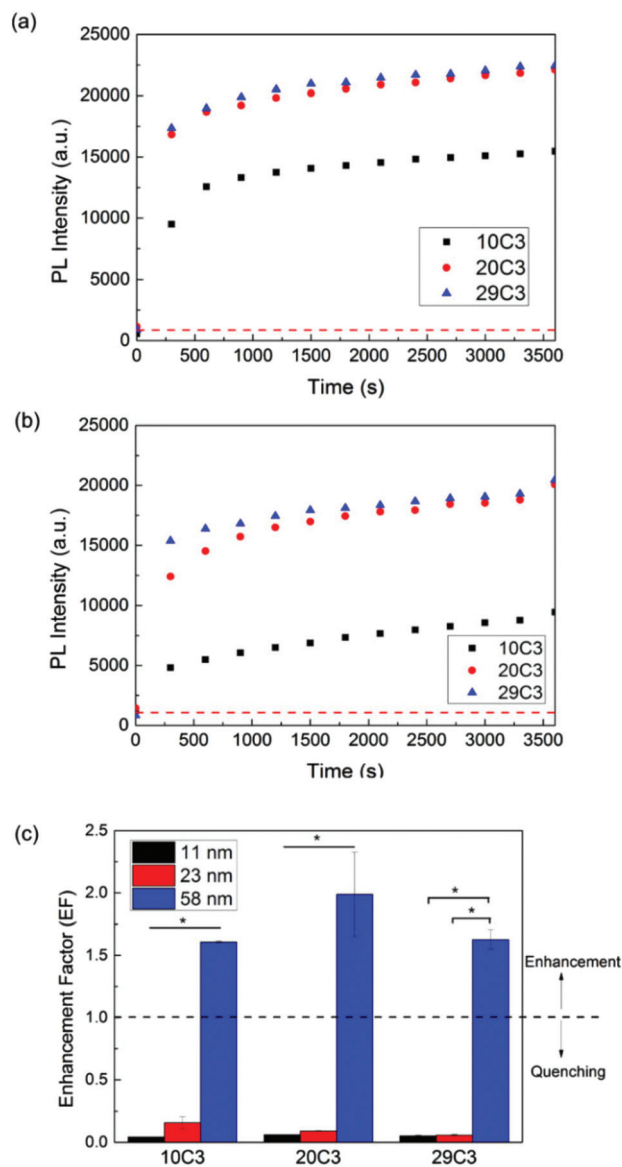 (a)
25000
20000
15000
10000
5000
0
PL Intensity (a.u.)
10C3
20C3
29C3
0 500 1000 1500 2000 2500 3000 3500
Time (s)
(b)
25000
20000
15000
10000
5000
0
PL Intensity (a.u.)
10C3
20C3
29C3
0 500 1000 1500 2000 2500 3000 3500
Time (s)
(c)
2.5
2.0
1.5
1.0
0.5
0.0
Enhancement Factor (EF)
11 nm
23 nm
58 nm
*
*
*
*
Enhancement
Quenching
10C3 20C3 29C3